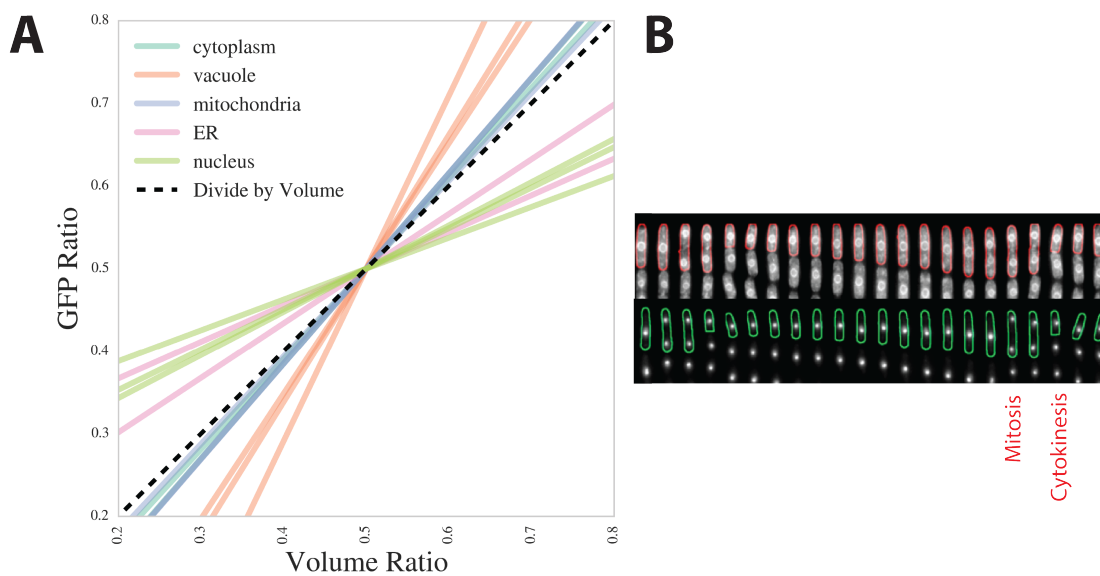 A
B
0.8
0.7
0.6
0.5
0.4
0.3
0.2
GFP Ratio
cytoplasm
vacuole
mitochondria
ER
nucleus
Divide by Volume
0.2
0.3
0.4
0.5
0.6
0.7
0.8
Volume Ratio
Mitosis
Cytokinesis